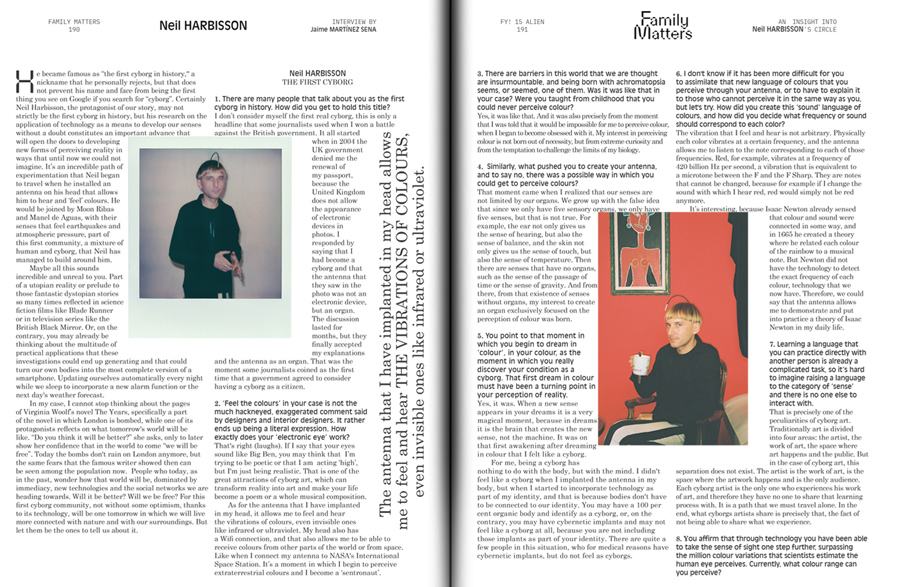 FAMILY MATTERS
190
Neil HARBISSON
INTERVIEW BY
Jaime MARTÍNEZ SENA
He became famous as "the first cyborg in history," a
nickname that he personally rejects, but that does
not prevent his name and face from being the first
thing you see on Google if you search for "cyborg". Certainly
Neil Harbisson, the protagonist of our story, may not
strictly be the first cyborg in history, but his research on the
application of technology as a means to develop our senses
without a doubt constitutes an important advance that
will open the doors to developing
new forms of perceiving reality in
ways that until now we could not
imagine. It's an incredible path of
experimentation that Neil began
to travel when he installed an
antenna on his head that allows
him to hear and 'feel' colours. He
would be joined by Moon Ribas
and Manel de Aguas, with their
senses that feel earthquakes and
atmospheric pressure, part of
this first community, a mixture of
human and cyborg, that Neil has
managed to build around him.
Maybe all this sounds
incredible and unreal to you. Part
of a utopian reality or prelude to
those fantastic dystopian stories
so many times reflected in science
fiction films like Blade Runner
or in television series like the
British Black Mirror. Or, on the
contrary, you may already be
thinking about the multitude of
practical applications that these
investigations could end up generating and that could
turn our own bodies into the most complete version of a
smartphone. Updating ourselves automatically every night
while we sleep to incorporate a new alarm function or the
next day's weather forecast.
In my case, I cannot stop thinking about the pages
of Virginia Woolf's novel The Years, specifically a part
of the novel in which London is bombed, while one of its
protagonists reflects on what tomorrow's world will be
like. "Do you think it will be better?" she asks, only to later
show her confidence that in the world to come "we will be
free". Today the bombs don't rain on London anymore, but
the same fears that the famous writer showed then can
be seen among the population now. People who today, as
in the past, wonder how that world will be, dominated by
immediacy, new technologies and the social networks we are
heading towards. Will it be better? Will we be free? For this
first cyborg community, not without some optimism, thanks
to its technology, will be one tomorrow in which we will live
more connected with nature and with our surroundings. But
let them be the ones to tell us about it.
Neil HARBISSON
THE FIRST CYBORG
1. There are many people that talk about you as the first
cyborg in history. How did you get to hold this title?
I don't consider myself the first real cyborg, this is only a
headline that some journalists used when I won a battle
against the British government. It all started
when in 2004 the
UK government
denied me the
renewal of
my passport,
because the
United Kingdom
does not allow
the appearance
of electronic
devices in
photos. I
responded by
saying that I
had become a
cyborg and that
the antenna that
they saw in the
photo was not an
electronic device,
but an organ.
The discussion
lasted for
months, but they
finally accepted
my explanations
and the antenna as an organ. That was the
moment some journalists coined as the first
time that a government agreed to consider
having a cyborg as a citizen.
2. 'Feel the colours' in your case is not the
much hackneyed, exaggerated comment said
by designers and interior designers. It rather
ends up being a literal expression. How
exactly does your 'electronic eye' work?
That's right (laughs). If I say that your eyes
sound like Big Ben, you may think that I'm
trying to be poetic or that I am acting 'high',
but I'm just being realistic. That is one of the
great attractions of cyborg art, which can
transform reality into art and make your life
become a poem or a whole musical composition.
As for the antenna that I have implanted
in my head, it allows me to feel and hear
the vibrations of colours, even invisible ones
like infrared or ultraviolet. My head also has
a Wifi connection, and that also allows me to be able to
receive colours from other parts of the world or from space.
Like when I connect my antenna to NASA's International
Space Station. It's a moment in which I begin to perceive
extraterrestrial colours and I become a 'sentronaut'.
The antenna that I have implanted in my head allows
me to feel and hear THE VIBRATIONS OF COLOURS,
even invisible ones like infrared or ultraviolet.
FY! 15 ALIEN
191
Family
Matters
AN INSIGHT INTO
Neil HARBISSON'S CIRCLE
3. There are barriers in this world that we are thought
are insurmountable, and being born with achromatopsia
seems, or seemed, one of them. Was it like that in
your case? Were you taught from childhood that you
could never perceive colour?
Yes, it was like that. And it was also precisely from the moment
that I was told that it would be impossible for me to perceive colour,
when I began to become obsessed with it. My interest in perceiving
colour is not born out of necessity, but from extreme curiosity and
from the temptation to challenge the limits of my biology.
4. Similarly, what pushed you to create your antenna,
and to say no, there was a possible way in which you
could get to perceive colours?
That moment came when I realized that our senses are
not limited by our organs. We grow up with the false idea
that since we only have five sensory organs, we only have
five senses, but that is not true. For
example, the ear not only gives us
the sense of hearing, but also the
sense of balance, and the skin not
only gives us the sense of touch, but
also the sense of temperature. Then
there are senses that have no organs,
such as the sense of the passage of
time or the sense of gravity. And from
there, from that existence of senses
without organs, my interest to create
an organ exclusively focused on the
perception of colour was born.
5. You point to that moment in
which you begin to dream in
'colour', in your colour, as the
moment in which you really
discover your condition as a
cyborg. That first dream in colour
must have been a turning point in
your perception of reality.
Yes, it was. When a new sense
appears in your dreams it is a very
magical moment, because in dreams
it is the brain that creates the new
sense, not the machine. It was on
that first awakening after dreaming
in colour that I felt like a cyborg.
For me, being a cyborg has
nothing to do with the body, but with the mind. I didn't
feel like a cyborg when I implanted the antenna in my
body, but when I started to incorporate technology as
part of my identity, and that is because bodies don't have
to be connected to our identity. You may have a 100 per
cent organic body and identify as a cyborg, or, on the
contrary, you may have cybernetic implants and may not
feel like a cyborg at all, because you are not including
those implants as part of your identity. There are quite a
few people in this situation, who for medical reasons have
cybernetic implants, but do not feel as cyborgs.
6. I don't know if it has been more difficult for you
to assimilate that new language of colours that you
perceive through your antenna, or to have to explain it
to those who cannot perceive it in the same way as you,
but let's try. How did you create this 'sound' language of
colours, and how did you decide what frequency or sound
should correspond to each color?
The vibration that I feel and hear is not arbitrary. Physically
each color vibrates at a certain frequency, and the antenna
allows me to listen to the note corresponding to each of those
frequencies. Red, for example, vibrates at a frequency of
420 billion Hz per second, a vibration that is equivalent to
a microtone between the F and the F Sharp. They are notes
that cannot be changed, because for example if I change the
sound with which I hear red, red would simply not be red
anymore.
It's interesting, because Isaac Newton already sensed
that colour and sound were
connected in some way, and
in 1665 he created a theory
where he related each colour
of the rainbow to a musical
note. But Newton did not
have the technology to detect
the exact frequency of each
colour, technology that we
now have. Therefore, we could
say that the antenna allows
me to demonstrate and put
into practice a theory of Isaac
Newton in my daily life.
7. Learning a language that
you can practice directly with
another person is already a
complicated task, so it's hard
to imagine raising a language
to the category of 'sense'
and there is no one else to
interact with.
That is precisely one of the
peculiarities of cyborg art.
Traditionally art is divided
into four areas: the artist, the
work of art, the space where
art happens and the public. But
in the case of cyborg art, this
separation does not exist. The artist is the work of art, is the
space where the artwork happens and is the only audience.
Each cyborg artist is the only one who experiences his work
of art, and therefore they have no one to share that learning
process with. It is a path that we must travel alone. In the
end, what cyborgs artists share is precisely that, the fact of
not being able to share what we experience.
8. You affirm that through technology you have been able
to take the sense of sight one step further, surpassing
the million colour variations that scientists estimate the
human eye perceives. Currently, what colour range can
you perceive?